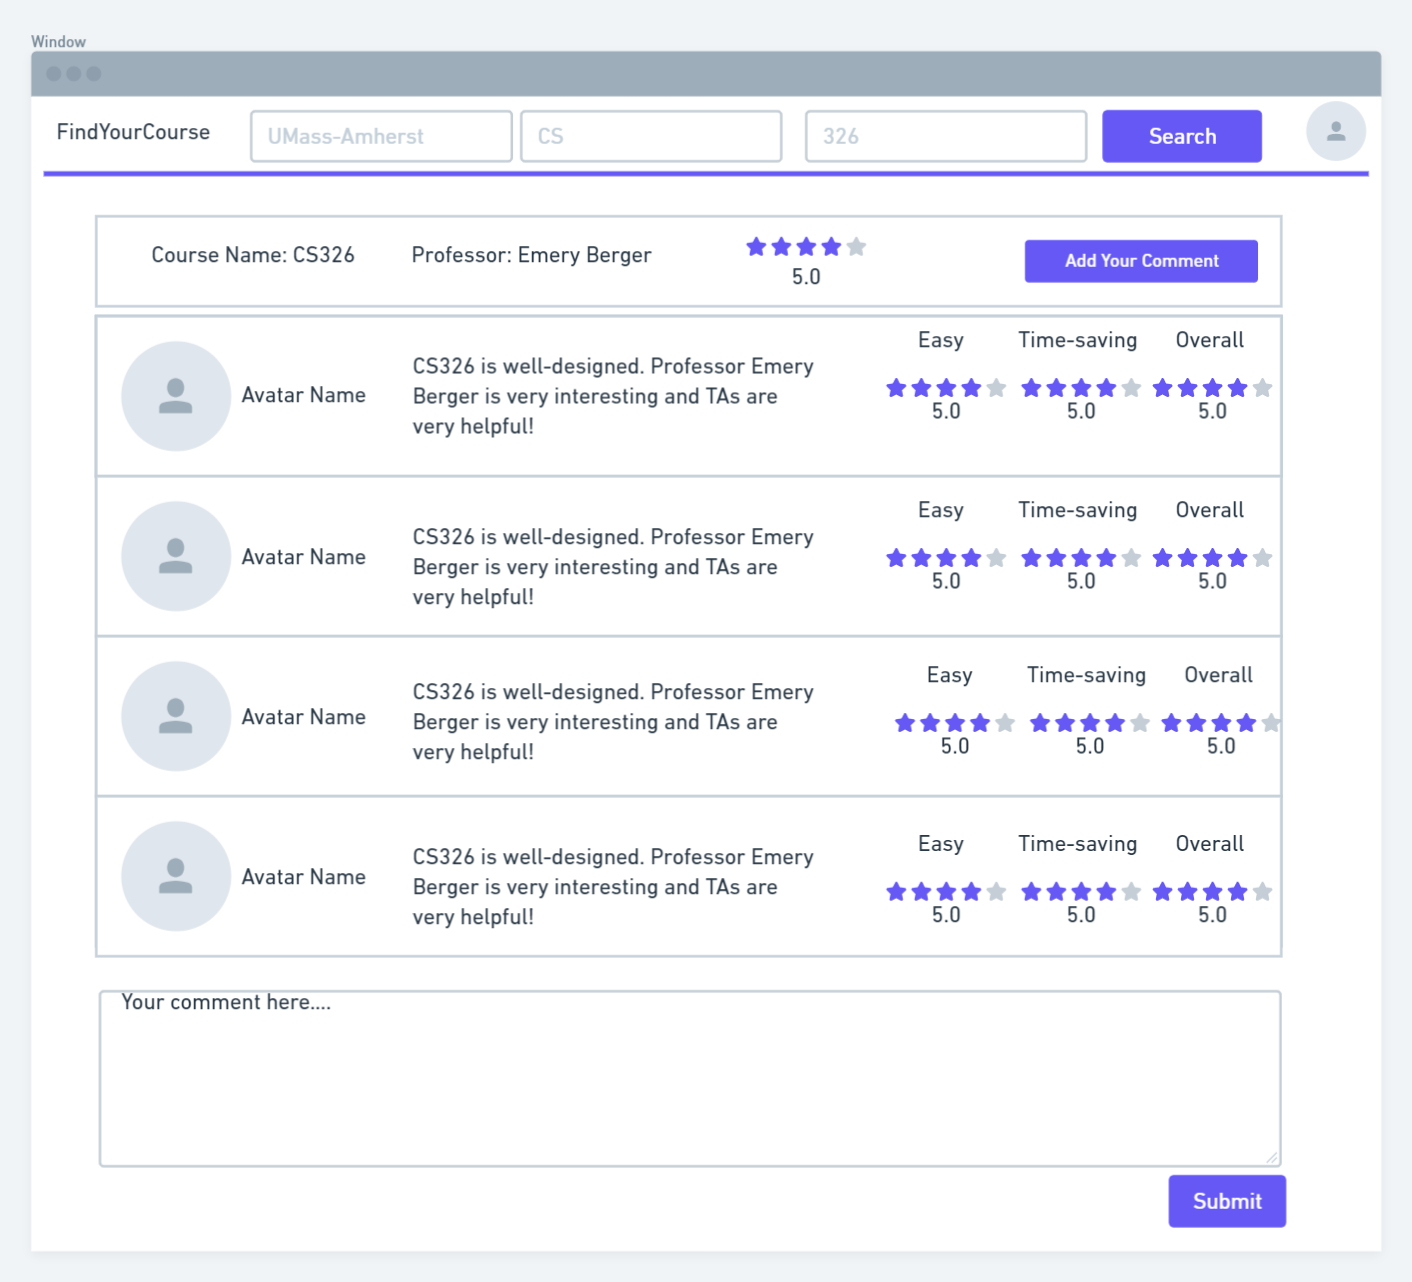 Window
FindYourCourse
UMass-Amherst
CS
326
Search
Course Name: CS326
Professor: Emery Berger
5.0
Add Your Comment
Avatar Name
CS326 is well-designed. Professor Emery
Berger is very interesting and TAs are
very helpful!
Easy
Time-saving
Overall
5.0
5.0
5.0
Avatar Name
CS326 is well-designed. Professor Emery
Berger is very interesting and TAs are
very helpful!
Easy
Time-saving
Overall
5.0
5.0
5.0
Avatar Name
CS326 is well-designed. Professor Emery
Berger is very interesting and TAs are
very helpful!
Easy
Time-saving
Overall
5.0
5.0
5.0
Avatar Name
CS326 is well-designed. Professor Emery
Berger is very interesting and TAs are
very helpful!
Easy
Time-saving
Overall
5.0
5.0
5.0
Your comment here....
Submit